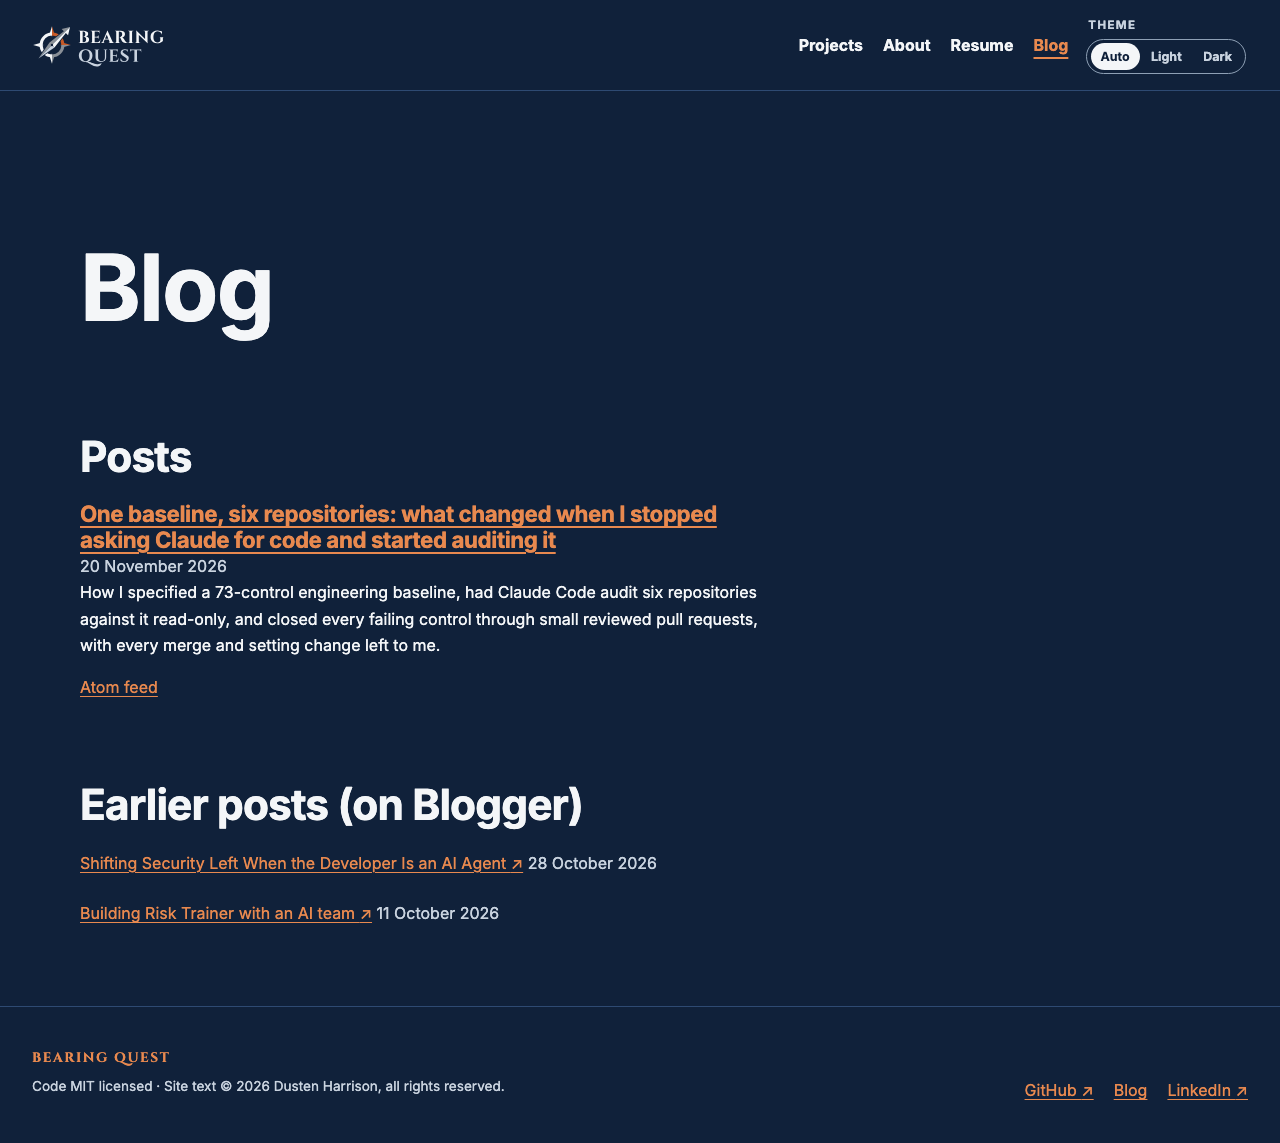 BEARING
QUEST
Projects
About
Resume
Blog
THEME
Auto
Light
Dark
Blog
Posts
One baseline, six repositories: what changed when I stopped
asking Claude for code and started auditing it
20 November 2026
How I specified a 73-control engineering baseline, had Claude Code audit six repositories
against it read-only, and closed every failing control through small reviewed pull requests,
with every merge and setting change left to me.
Atom feed
Earlier posts (on Blogger)
Shifting Security Left When the Developer Is an AI Agent ↗ 28 October 2026
Building Risk Trainer with an AI team ↗ 11 October 2026
BEARING QUEST
Code MIT licensed · Site text © 2026 Dusten Harrison, all rights reserved.
GitHub ↗
Blog
LinkedIn ↗